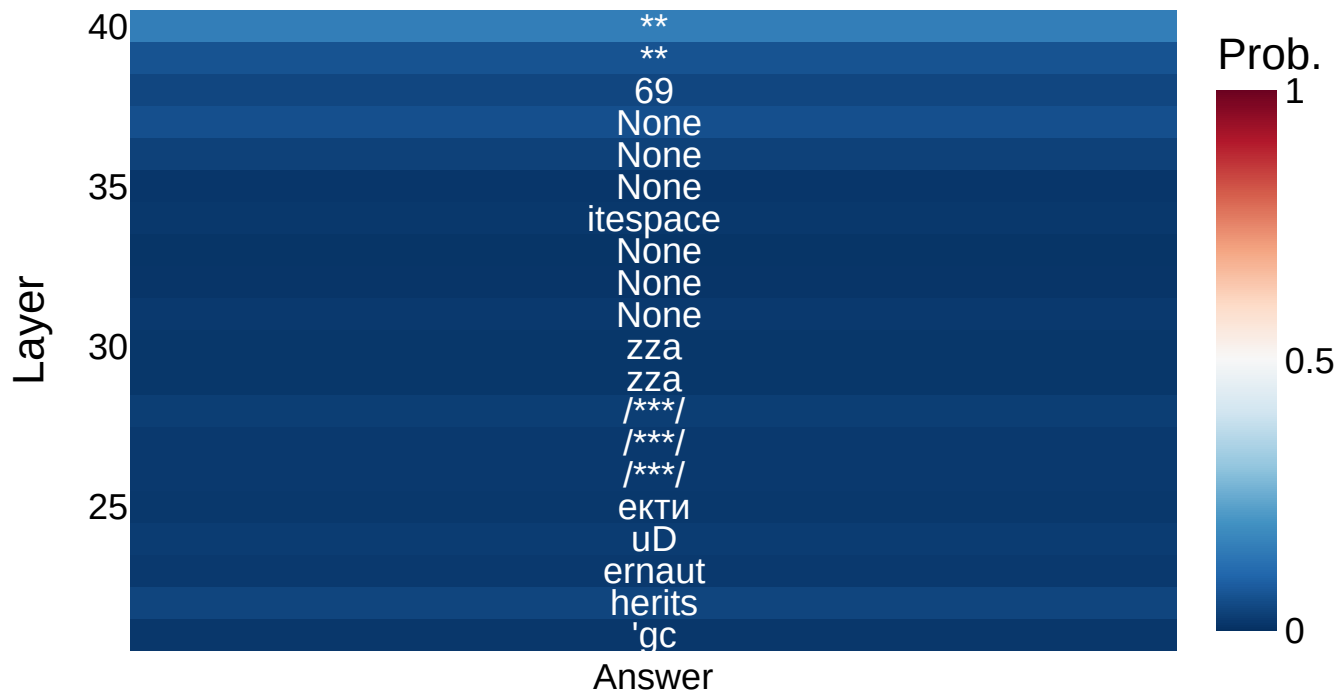 40
**
Prob.
**
69
1
None
None
35
None
itespace
None
None
None
Layer
30
zza
0.5
zza
/***/
/***/
/***/
25
екти
uD
ernaut
herits
'gc
0
Answer